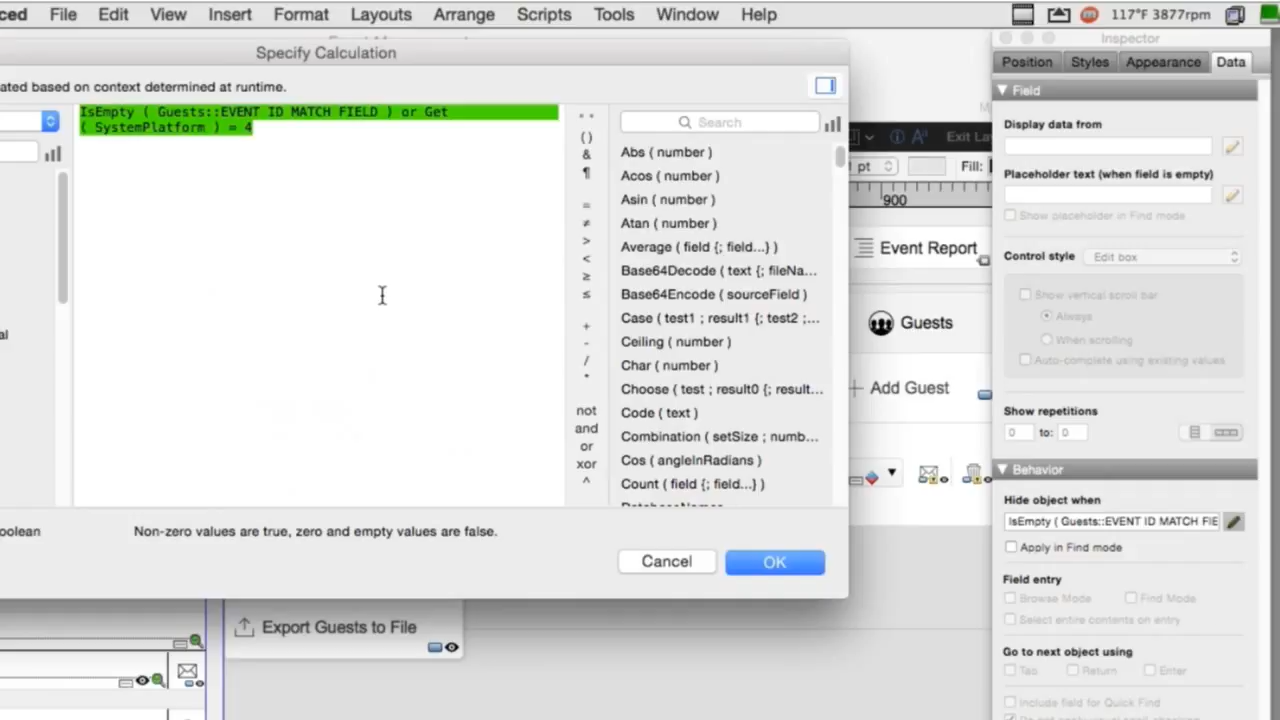 ced File Edit View Insert Format Layouts Arrange Scripts Tools Window Help 117°F 3877rpm
Specify Calculation
ated based on context determined at runtime.
IsEmpty ( Guests::EVENT ID MATCH FIELD ) or Get
( SystemPlatform ) = 4
al
" "
( )
&
¶
=
≠
>
<
≥
≤
+
-
/
*
not
and
or
xor
^
Search
Abs ( number )
Acos ( number )
Asin ( number )
Atan ( number )
Average ( field {; field...} )
Base64Decode ( text {; fileNa...
Base64Encode ( sourceField )
Case ( test1 ; result1 {; test2 ;...
Ceiling ( number )
Char ( number )
Choose ( test ; result0 {; result...
Code ( text )
Combination ( setSize ; numb...
Cos ( angleInRadians )
Count ( field {; field...} )
DatabaseNames
oolean Non-zero values are true, zero and empty values are false.
Cancel OK
Export Guests to File
Exit La
pt Fill:
900
Event Report
Guests
Add Guest
Inspector
Position Styles Appearance Data
Field
Display data from
Placeholder text (when field is empty)
Show placeholder in Find mode
Control style Edit box
Show vertical scroll bar
Always
When scrolling
Auto-complete using existing values
Show repetitions
0 to: 0
Behavior
Hide object when
IsEmpty ( Guests::EVENT ID MATCH FIE
Apply in Find mode
Field entry
Browse Mode Find Mode
Select entire contents on entry
Go to next object using
Tab Return Enter
Include field for Quick Find